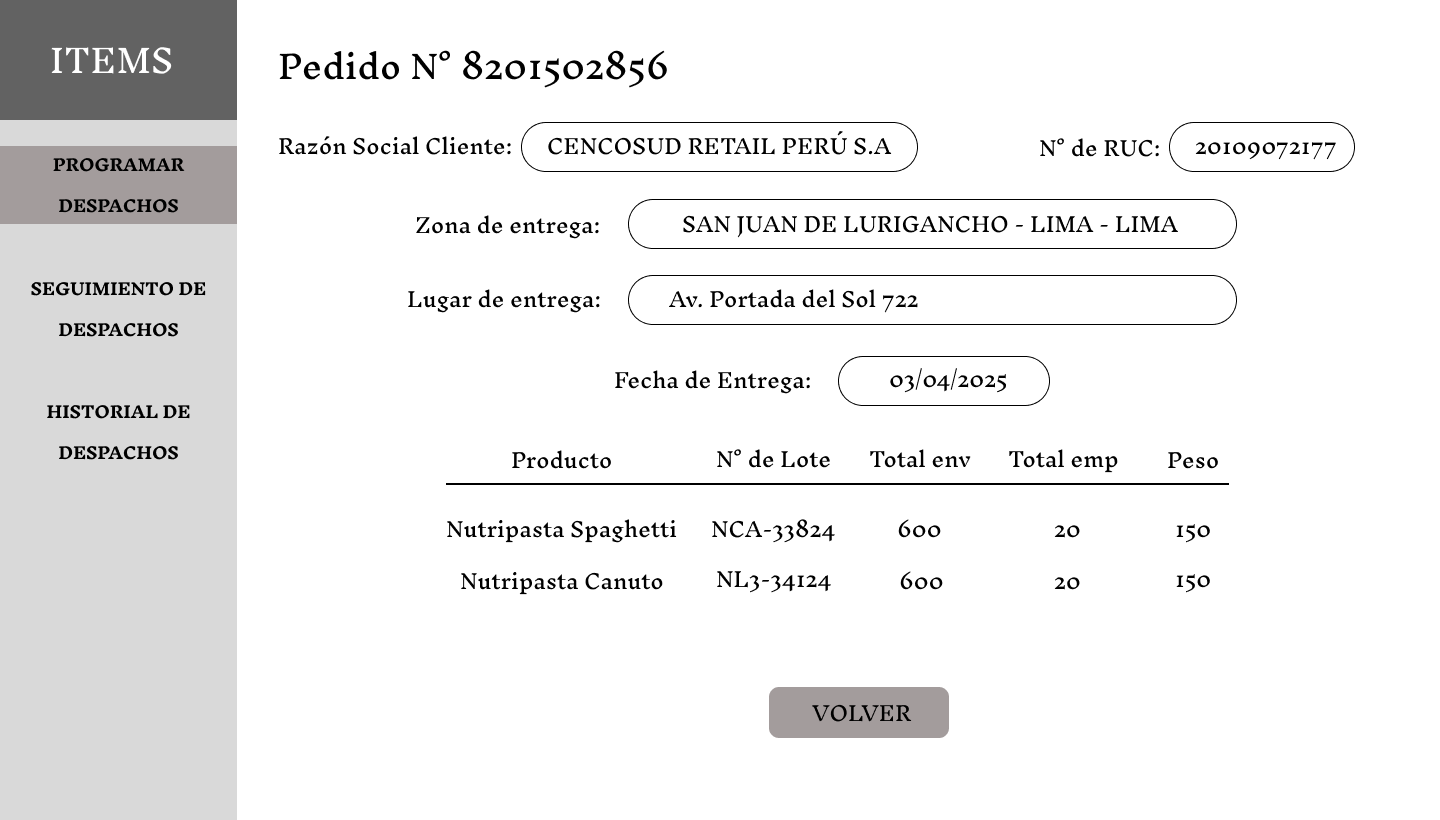 ITEMS
PROGRAMAR
DESPACHOS
SEGUIMIENTO DE
DESPACHOS
HISTORIAL DE
DESPACHOS
Pedido N° 8201502856
Razón Social Cliente: CENCOSUD RETAIL PERÚ S.A N° de RUC: 20109072177
Zona de entrega: SAN JUAN DE LURIGANCHO - LIMA - LIMA
Lugar de entrega: Av. Portada del Sol 722
Fecha de Entrega: 03/04/2025
Producto N° de Lote Total env Total emp Peso
Nutripasta Spaghetti NCA-33824 600 20 150
Nutripasta Canuto NL3-34124 600 20 150
VOLVER